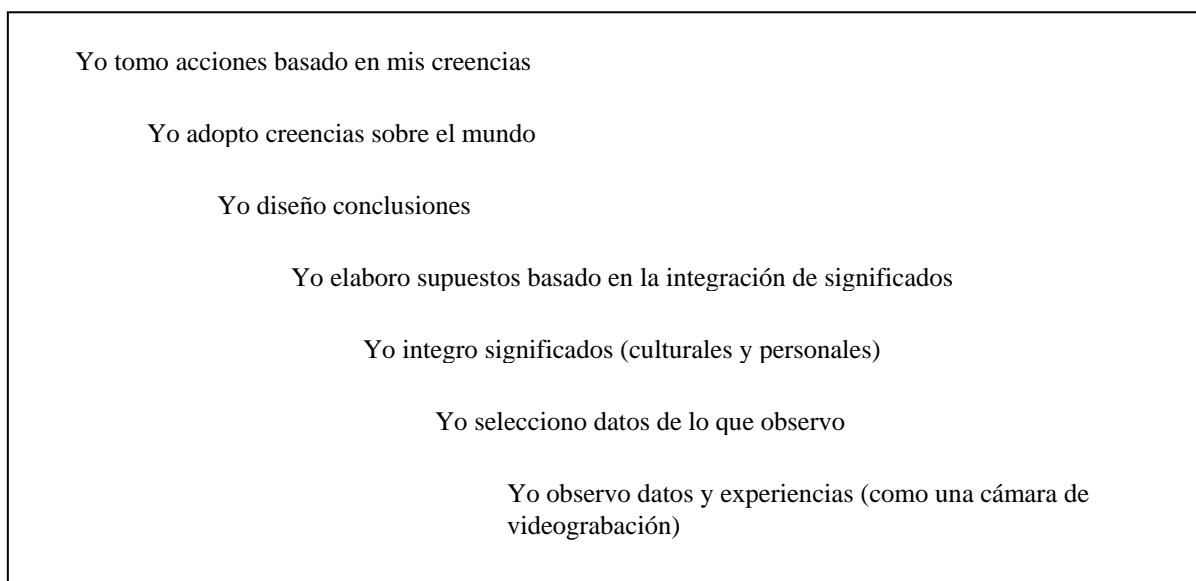 Yo tomo acciones basado en mis creencias
Yo adopto creencias sobre el mundo
Yo diseño conclusiones
Yo elaboro supuestos basado en la integración de significados
Yo integro significados (culturales y personales)
Yo selecciono datos de lo que observo
Yo observo datos y experiencias (como una cámara de
videograbación)